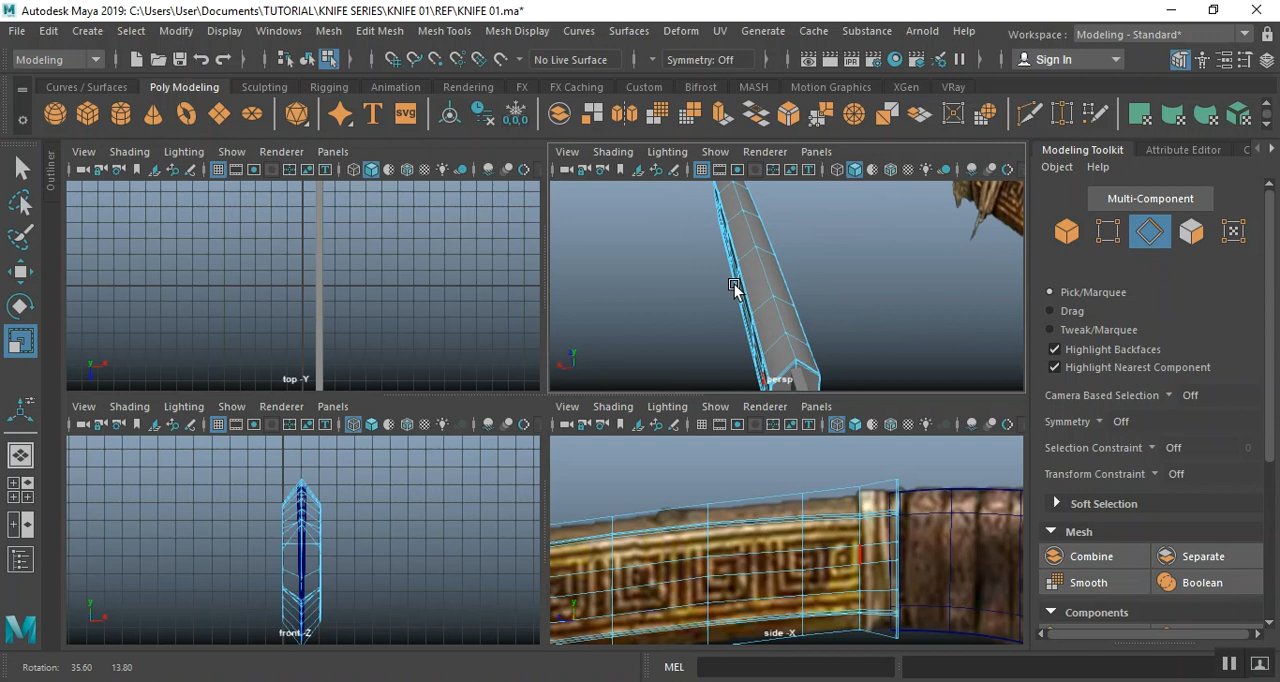 Autodesk Maya 2019: C:\Users\User\Documents\TUTORIAL\KNIFE SERIES\KNIFE 01\REF\KNIFE 01.ma*
File Edit Create Select Modify Display Windows Mesh Edit Mesh Mesh Tools Mesh Display Curves Surfaces Deform UV Generate Cache Substance Arnold Help Workspace : Modeling - Standard*
Modeling No Live Surface Symmetry: Off Sign In
Curves / Surfaces Poly Modeling Sculpting Rigging Animation Rendering FX FX Caching Custom Bifrost MASH Motion Graphics XGen VRay
View Shading Lighting Show Renderer Panels
View Shading Lighting Show Renderer Panels
Outliner
top -Y
persp
View Shading Lighting Show Renderer Panels
View Shading Lighting Show Renderer Panels
front -Z
side -X
Modeling Toolkit Attribute Editor C
Object Help
Multi-Component
Pick/Marquee
Drag
Tweak/Marquee
Highlight Backfaces
Highlight Nearest Component
Camera Based Selection Off
Symmetry Off
Selection Constraint Off 0
Transform Constraint Off
Soft Selection
Mesh
Combine Separate
Smooth Boolean
Components
Rotation: 35.60 13.80 MEL